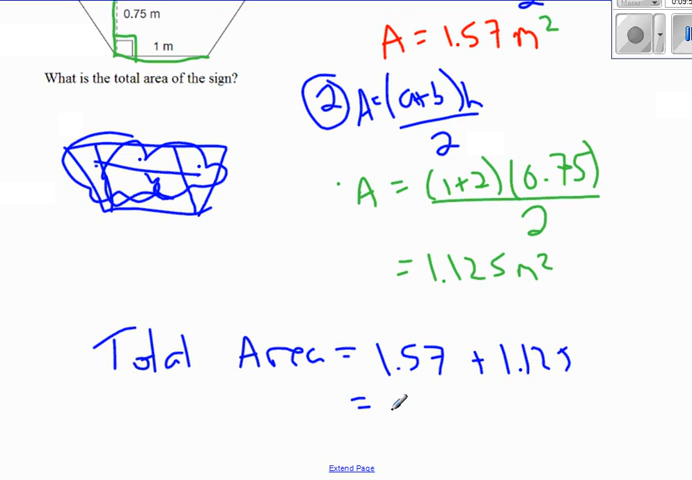 0.75 m
1 m
What is the total area of the sign?
A = 1.57 m²
② A = (a+b)h
2
A = (1+2)(0.75)
2
= 1.125 m²
Total Area = 1.57 + 1.125
=
Extend Page